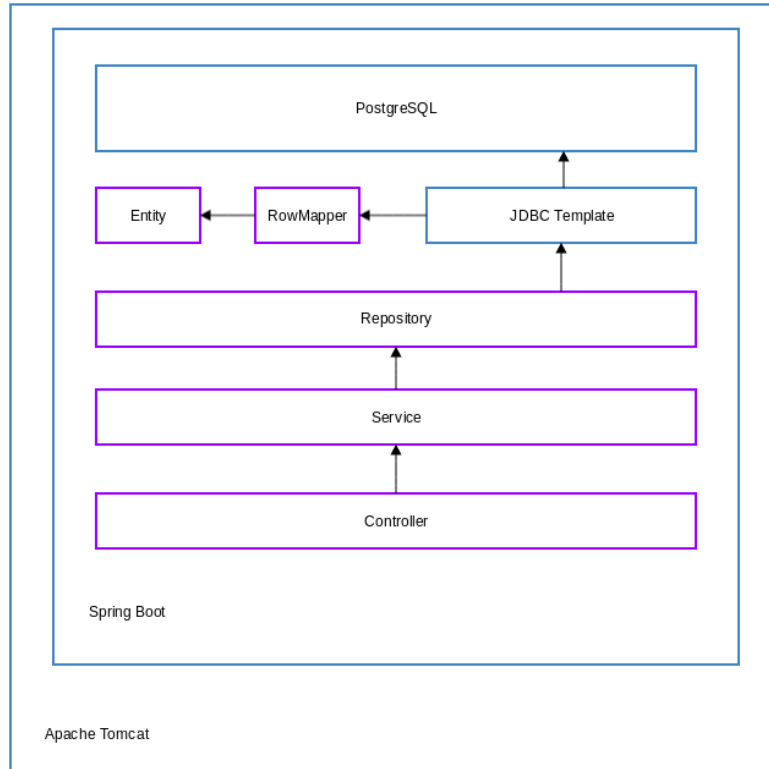 PostgreSQL
Entity
RowMapper
JDBC Template
Repository
Service
Controller
Spring Boot
Apache Tomcat